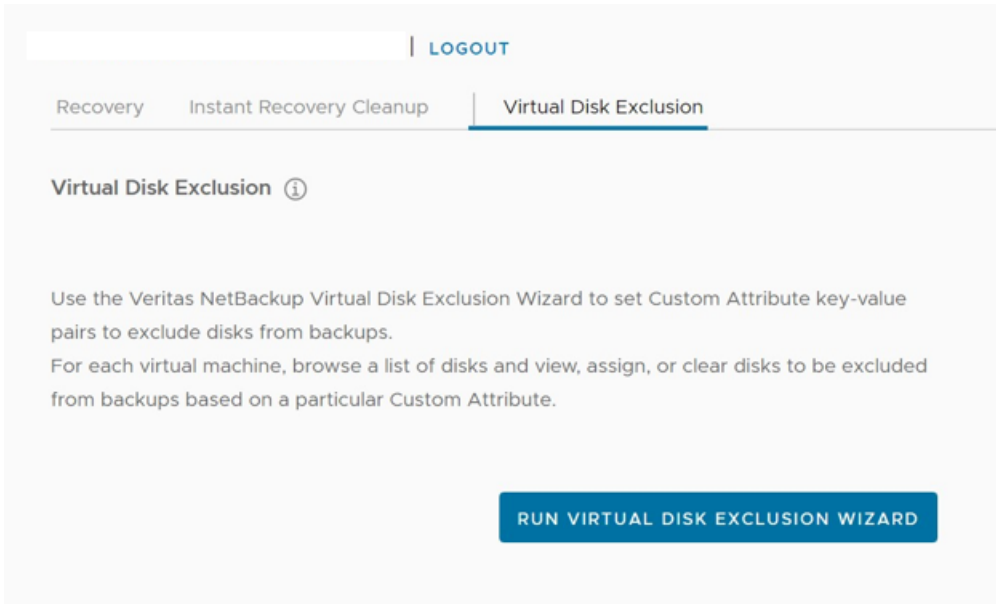 | LOGOUT
Recovery Instant Recovery Cleanup Virtual Disk Exclusion
Virtual Disk Exclusion
Use the Veritas NetBackup Virtual Disk Exclusion Wizard to set Custom Attribute key-value
pairs to exclude disks from backups.
For each virtual machine, browse a list of disks and view, assign, or clear disks to be excluded
from backups based on a particular Custom Attribute.
RUN VIRTUAL DISK EXCLUSION WIZARD